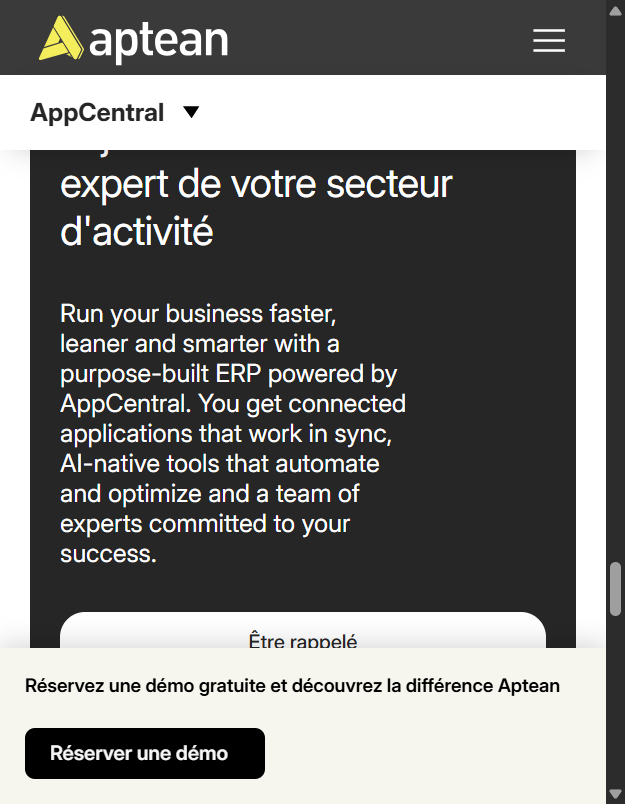 aptean
AppCentral
expert de votre secteur
d'activité
Run your business faster,
leaner and smarter with a
purpose-built ERP powered by
AppCentral. You get connected
applications that work in sync,
AI-native tools that automate
and optimize and a team of
experts committed to your
success.
Être rappelé
Réservez une démo gratuite et découvrez la différence Aptean
Réserver une démo